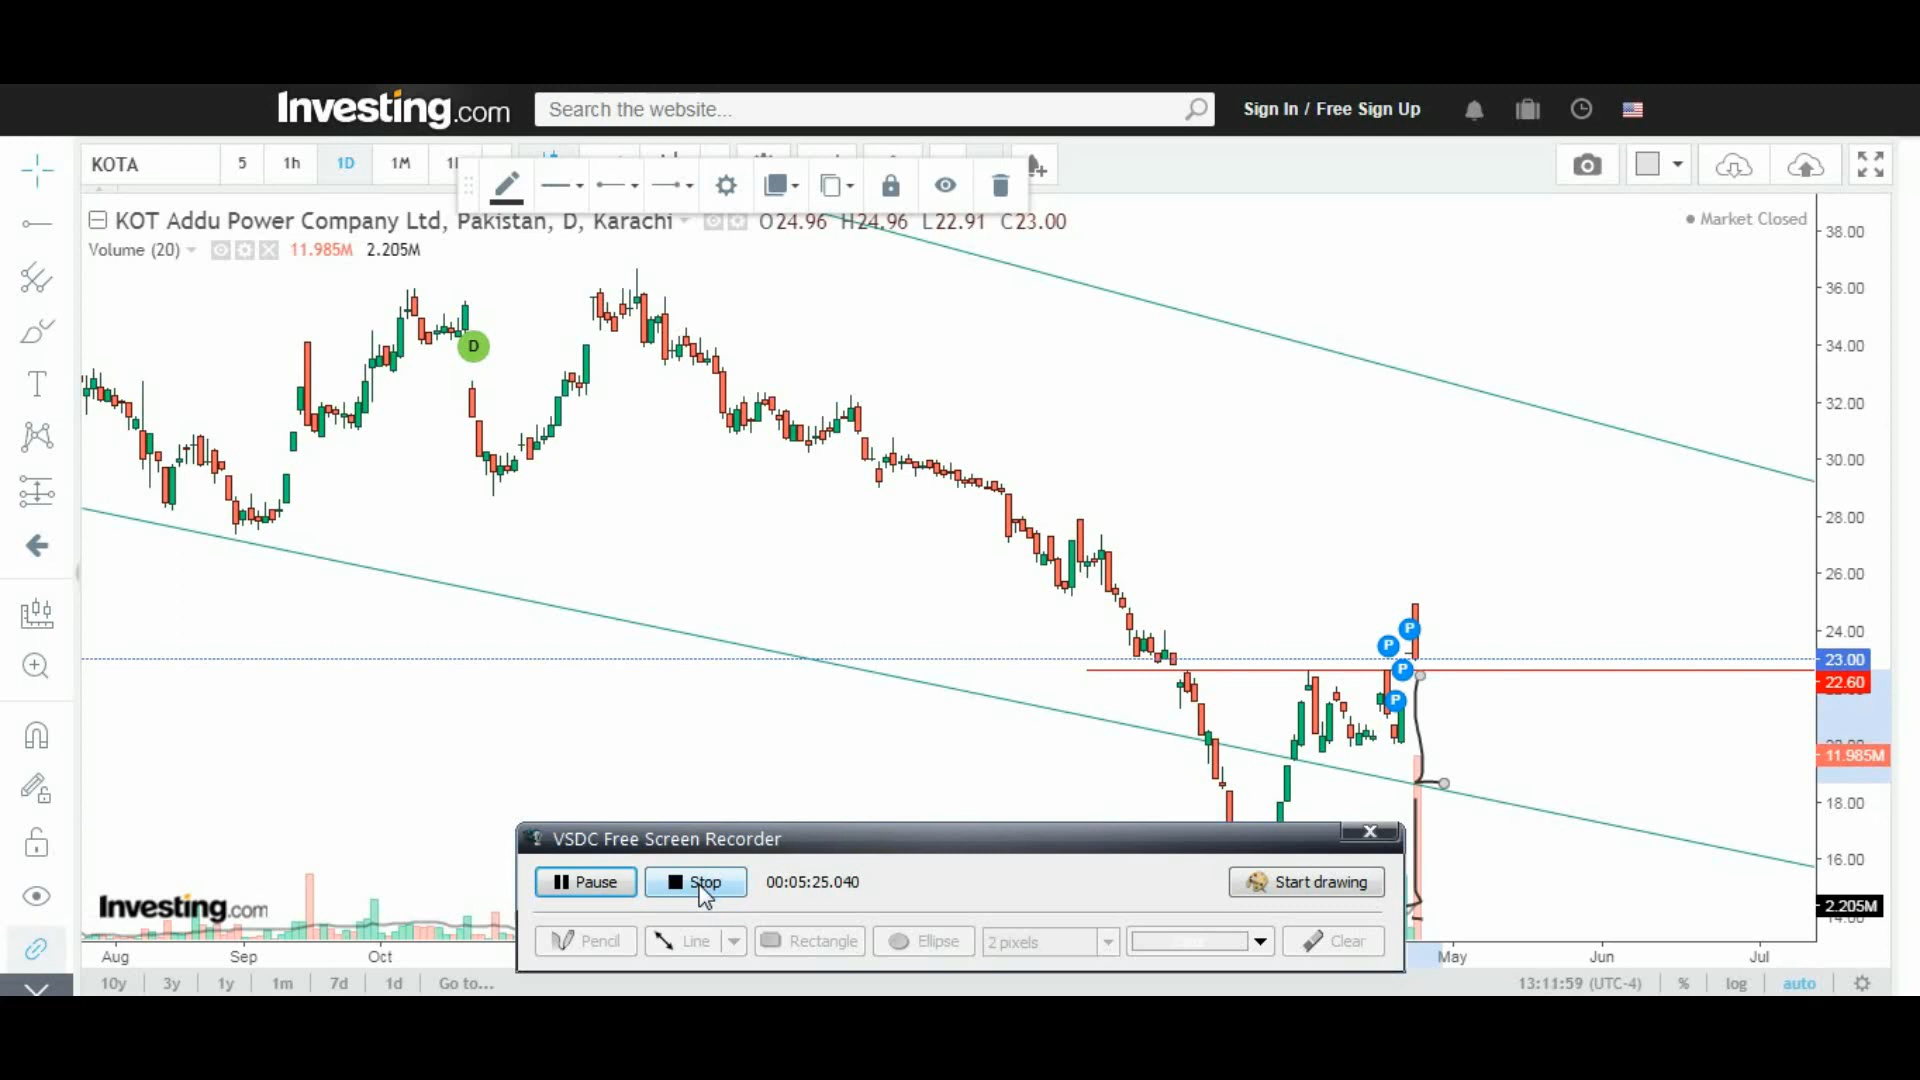 Investing.com
Search the website...
Sign In / Free Sign Up
KOTA 5 1h 1D 1M
KOT Addu Power Company Ltd, Pakistan, D, Karachi O24.96 H24.96 L22.91 C23.00
Market Closed
Volume (20) 11.985M 2.205M
38.00
36.00
34.00
32.00
30.00
28.00
26.00
24.00
23.00
22.60
11.985M
18.00
16.00
2.205M
14.00
D
P
P
P
P
VSDC Free Screen Recorder
X
Pause Stop 00:05:25.040 Start drawing
Pencil Line Rectangle Ellipse 2 pixels Clear
Investing.com
Aug Sep Oct May Jun Jul
10y 3y 1y 1m 7d 1d Go to... 13:11:59 (UTC-4) % log auto